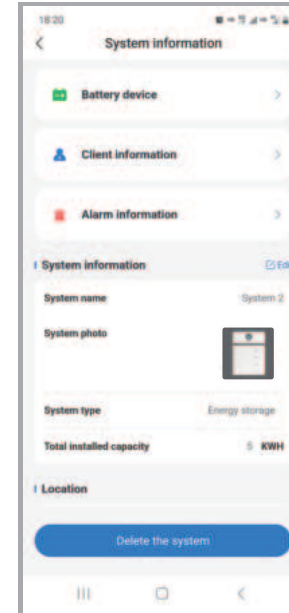 18:20
System information
Battery device
Client information
Alarm information
System information Edi
System name System 2
System photo
System type Energy storage
Total installed capacity 5 KWH
Location
Delete the system